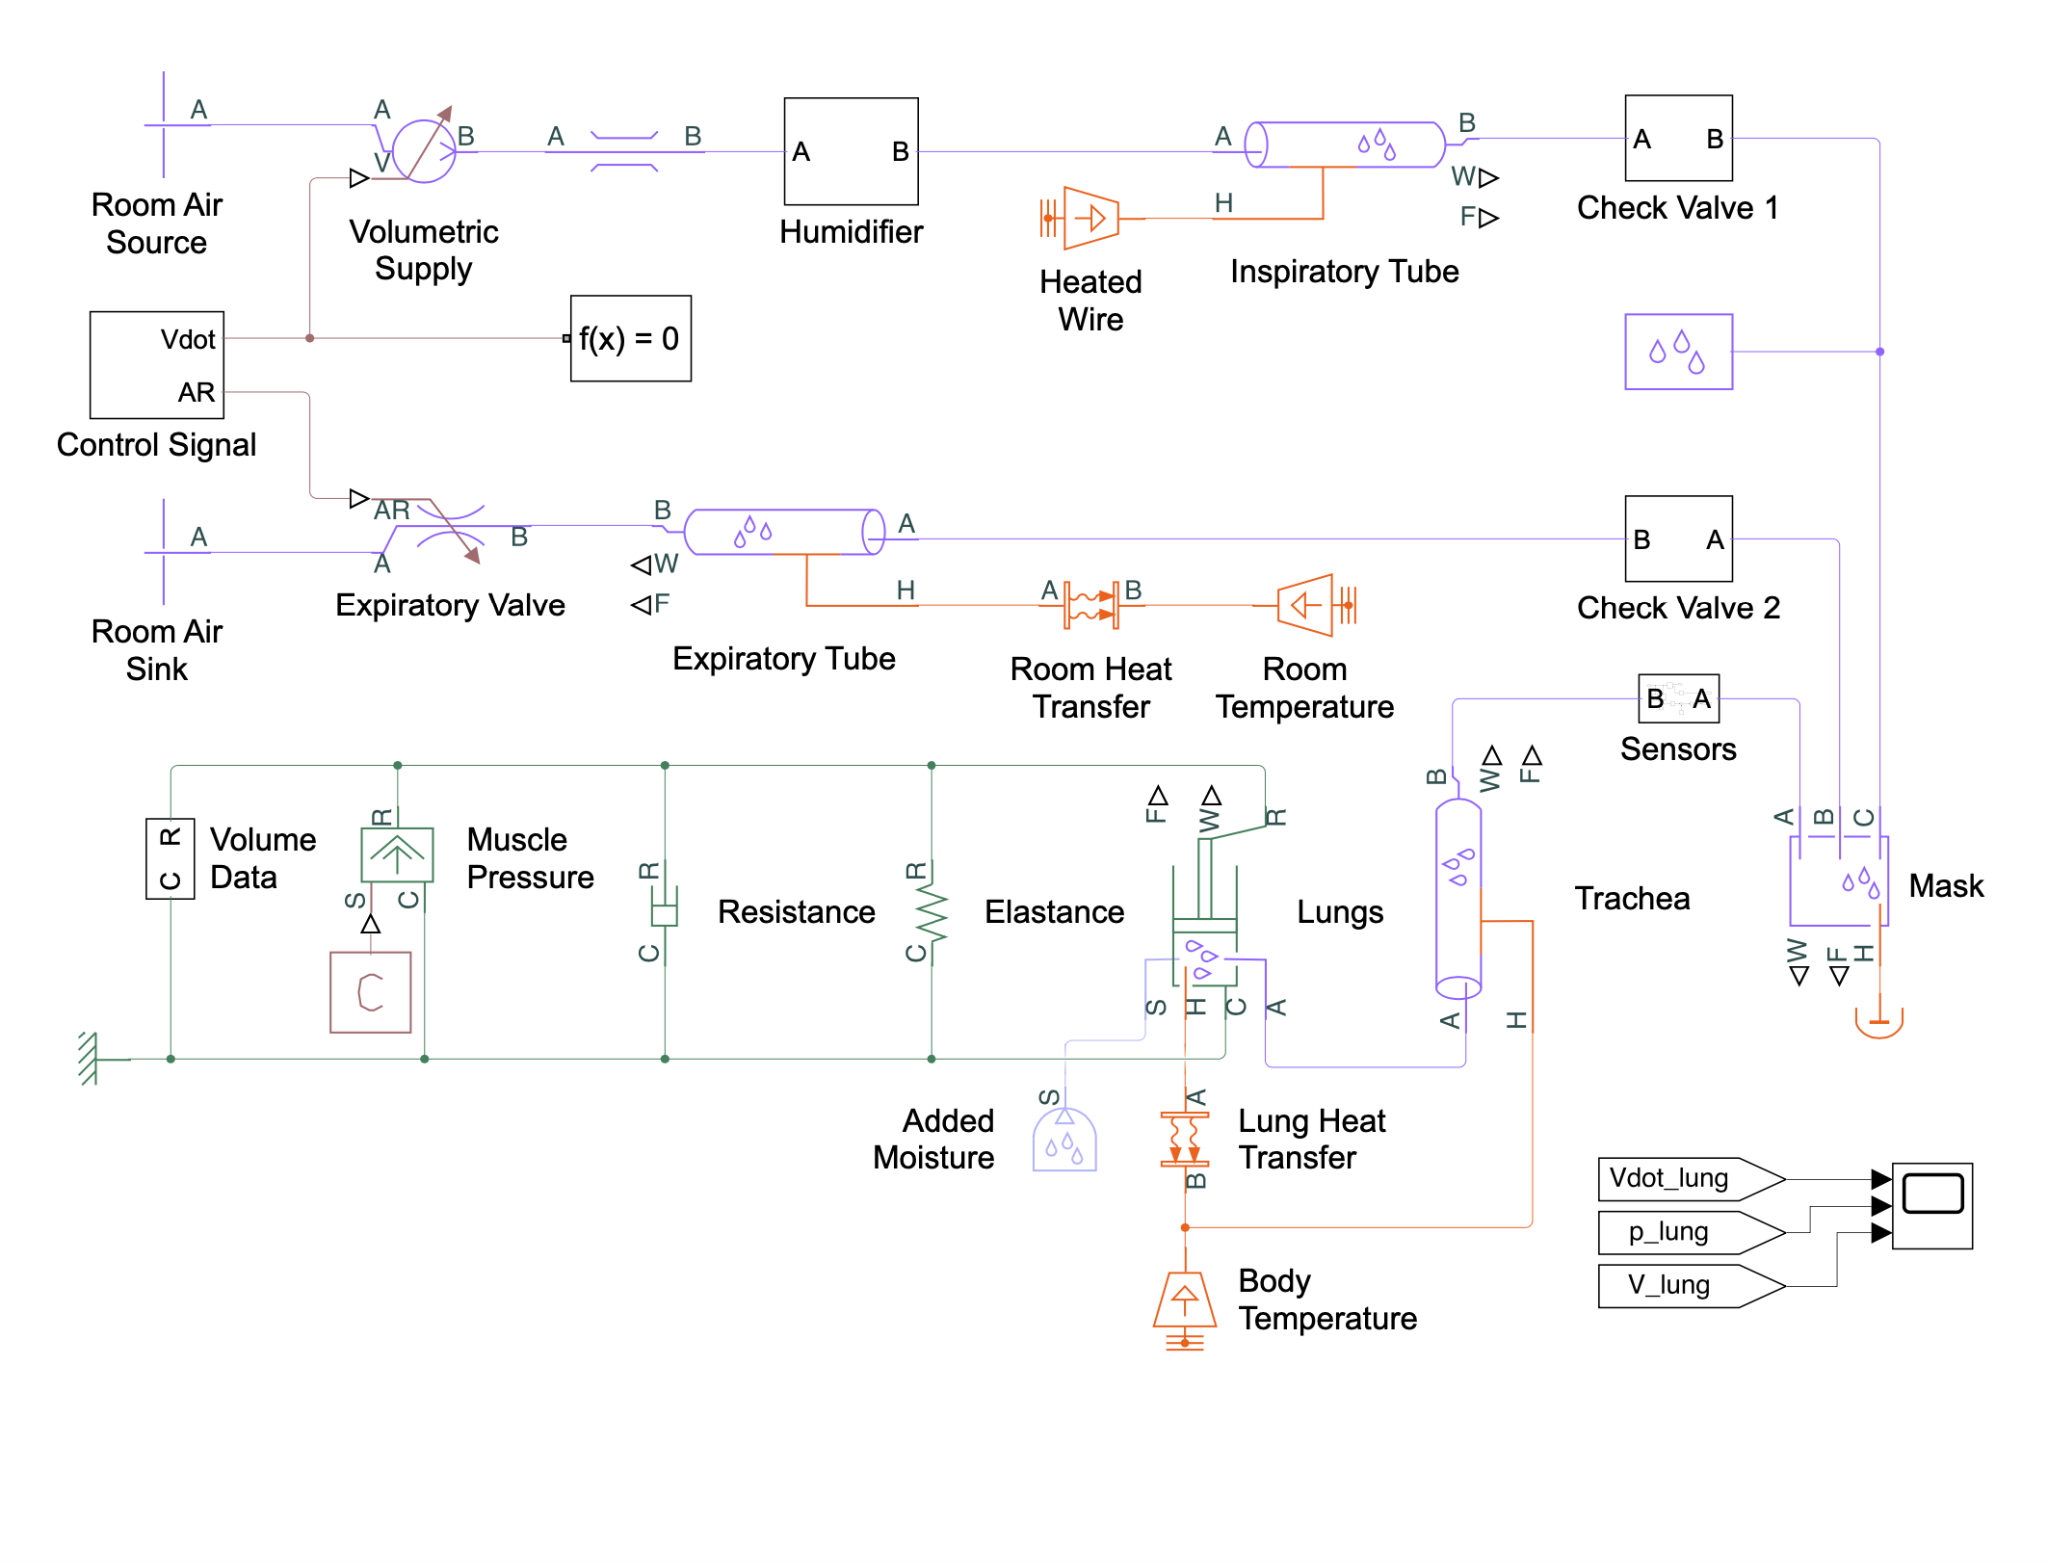 A
A
V
B
A
B
A
B
A
B
W
F
H
A
B
Room Air
Source
Volumetric
Supply
Humidifier
Heated
Wire
Inspiratory Tube
Check Valve 1
Vdot
AR
Control Signal
f(x) = 0
A
AR
A
B
B
W
F
A
H
A
B
B
A
Room Air
Sink
Expiratory Valve
Expiratory Tube
Room Heat
Transfer
Room
Temperature
Check Valve 2
B
A
Sensors
R
C
Volume
Data
R
S
C
Muscle
Pressure
C
R
C
Resistance
R
C
Elastance
F
W
R
S
H
C
A
Lungs
B
W
F
A
H
Trachea
A
B
C
W
F
H
Mask
S
Added
Moisture
A
B
Lung Heat
Transfer
Body
Temperature
Vdot_lung
p_lung
V_lung